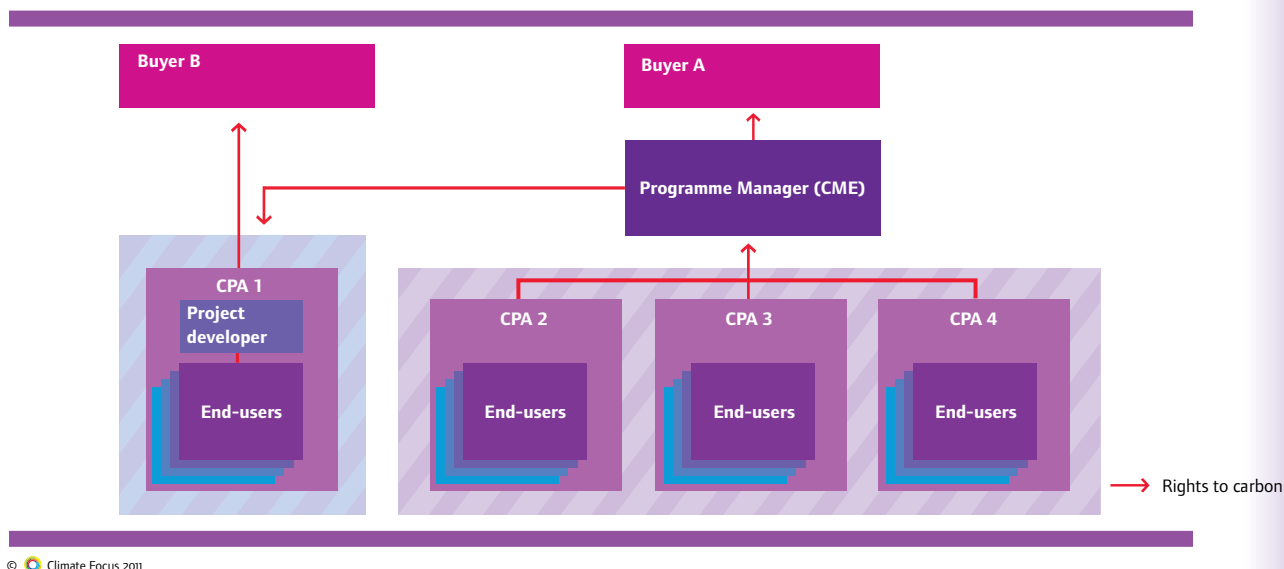 Buyer B
Buyer A
Programme Manager (CME)
CPA 1
Project
developer
End-users
CPA 2
End-users
CPA 3
End-users
CPA 4
End-users
Rights to carbon
© Climate Focus 2011